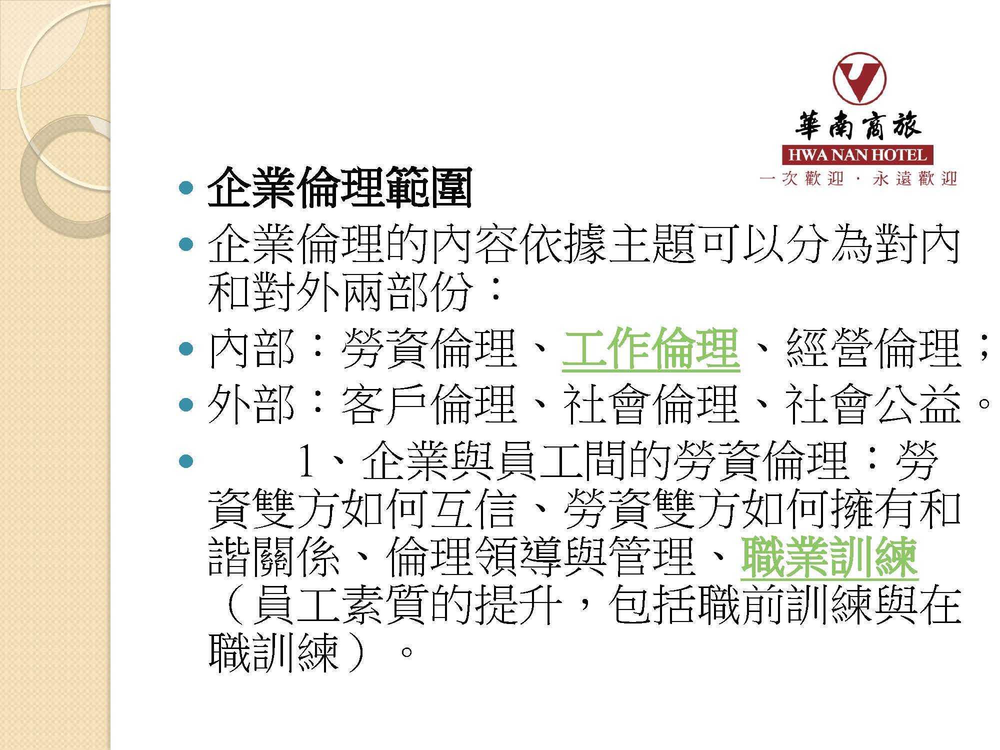 華南商旅
HWA NAN HOTEL
一次歡迎．永遠歡迎
• 企業倫理範圍
• 企業倫理的內容依據主題可以分為對內
和對外兩部份：
• 內部：勞資倫理、工作倫理、經營倫理；
• 外部：客戶倫理、社會倫理、社會公益。
• 　　1、企業與員工間的勞資倫理：勞
資雙方如何互信、勞資雙方如何擁有和
諧關係、倫理領導與管理、職業訓練
（員工素質的提升，包括職前訓練與在
職訓練）。